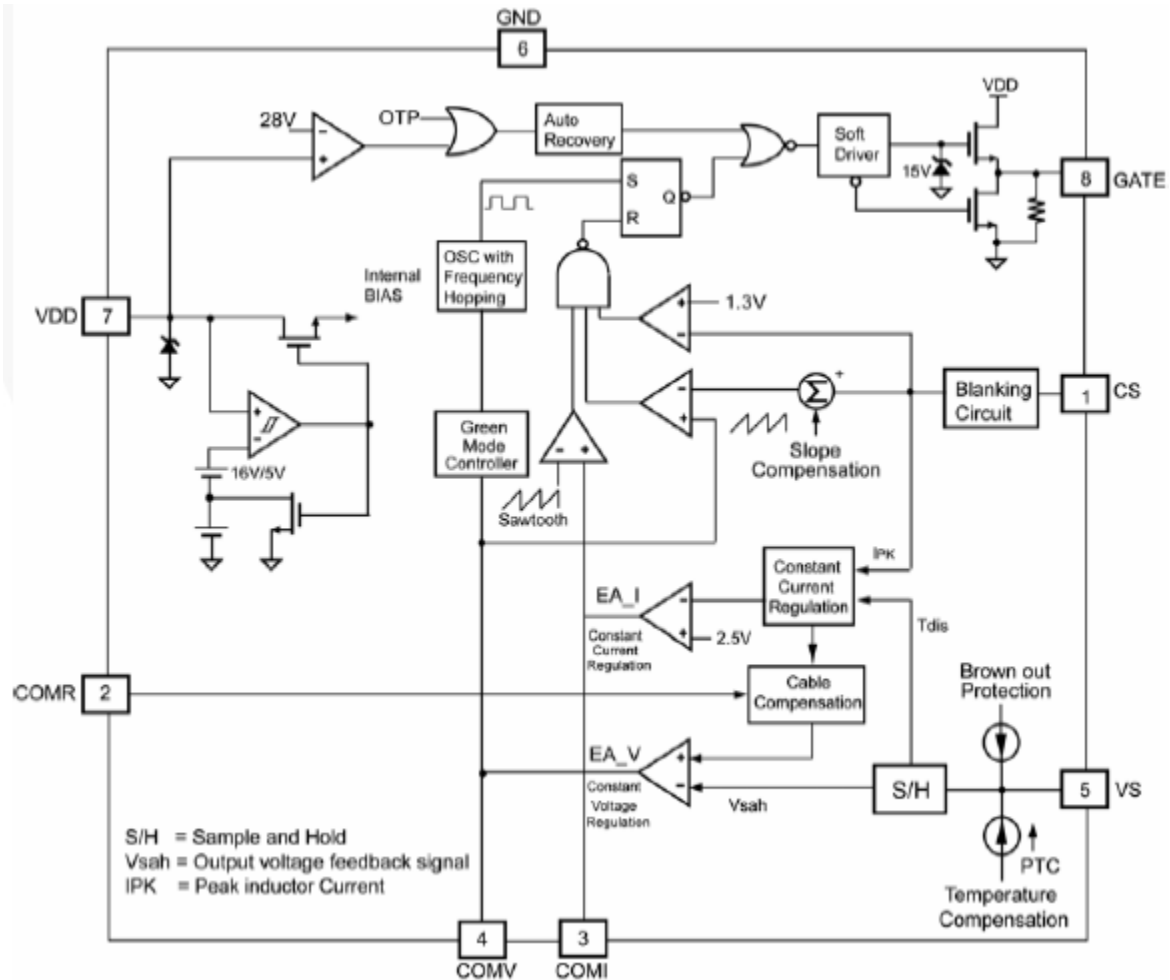 GND
6
VDD
28V
-
+
OTP
Auto
Recovery
Soft
Driver
15V
8
GATE
S
Q
R
OSC with
Frequency
Hopping
Internal
BIAS
VDD
7
+
-
1.3V
+
-
16V/5V
Green
Mode
Controller
-
+
Sawtooth
-
+
Σ
+
Slope
Compensation
Blanking
Circuit
1
CS
IPK
Constant
Current
Regulation
EA_I
-
+
2.5V
Constant
Current
Regulation
Tdis
COMR
2
Cable
Compensation
Brown out
Protection
EA_V
+
-
Constant
Voltage
Regulation
Vsah
S/H
5
VS
PTC
Temperature
Compensation
S/H = Sample and Hold
Vsah = Output voltage feedback signal
IPK = Peak inductor Current
4
COMV
3
COMI